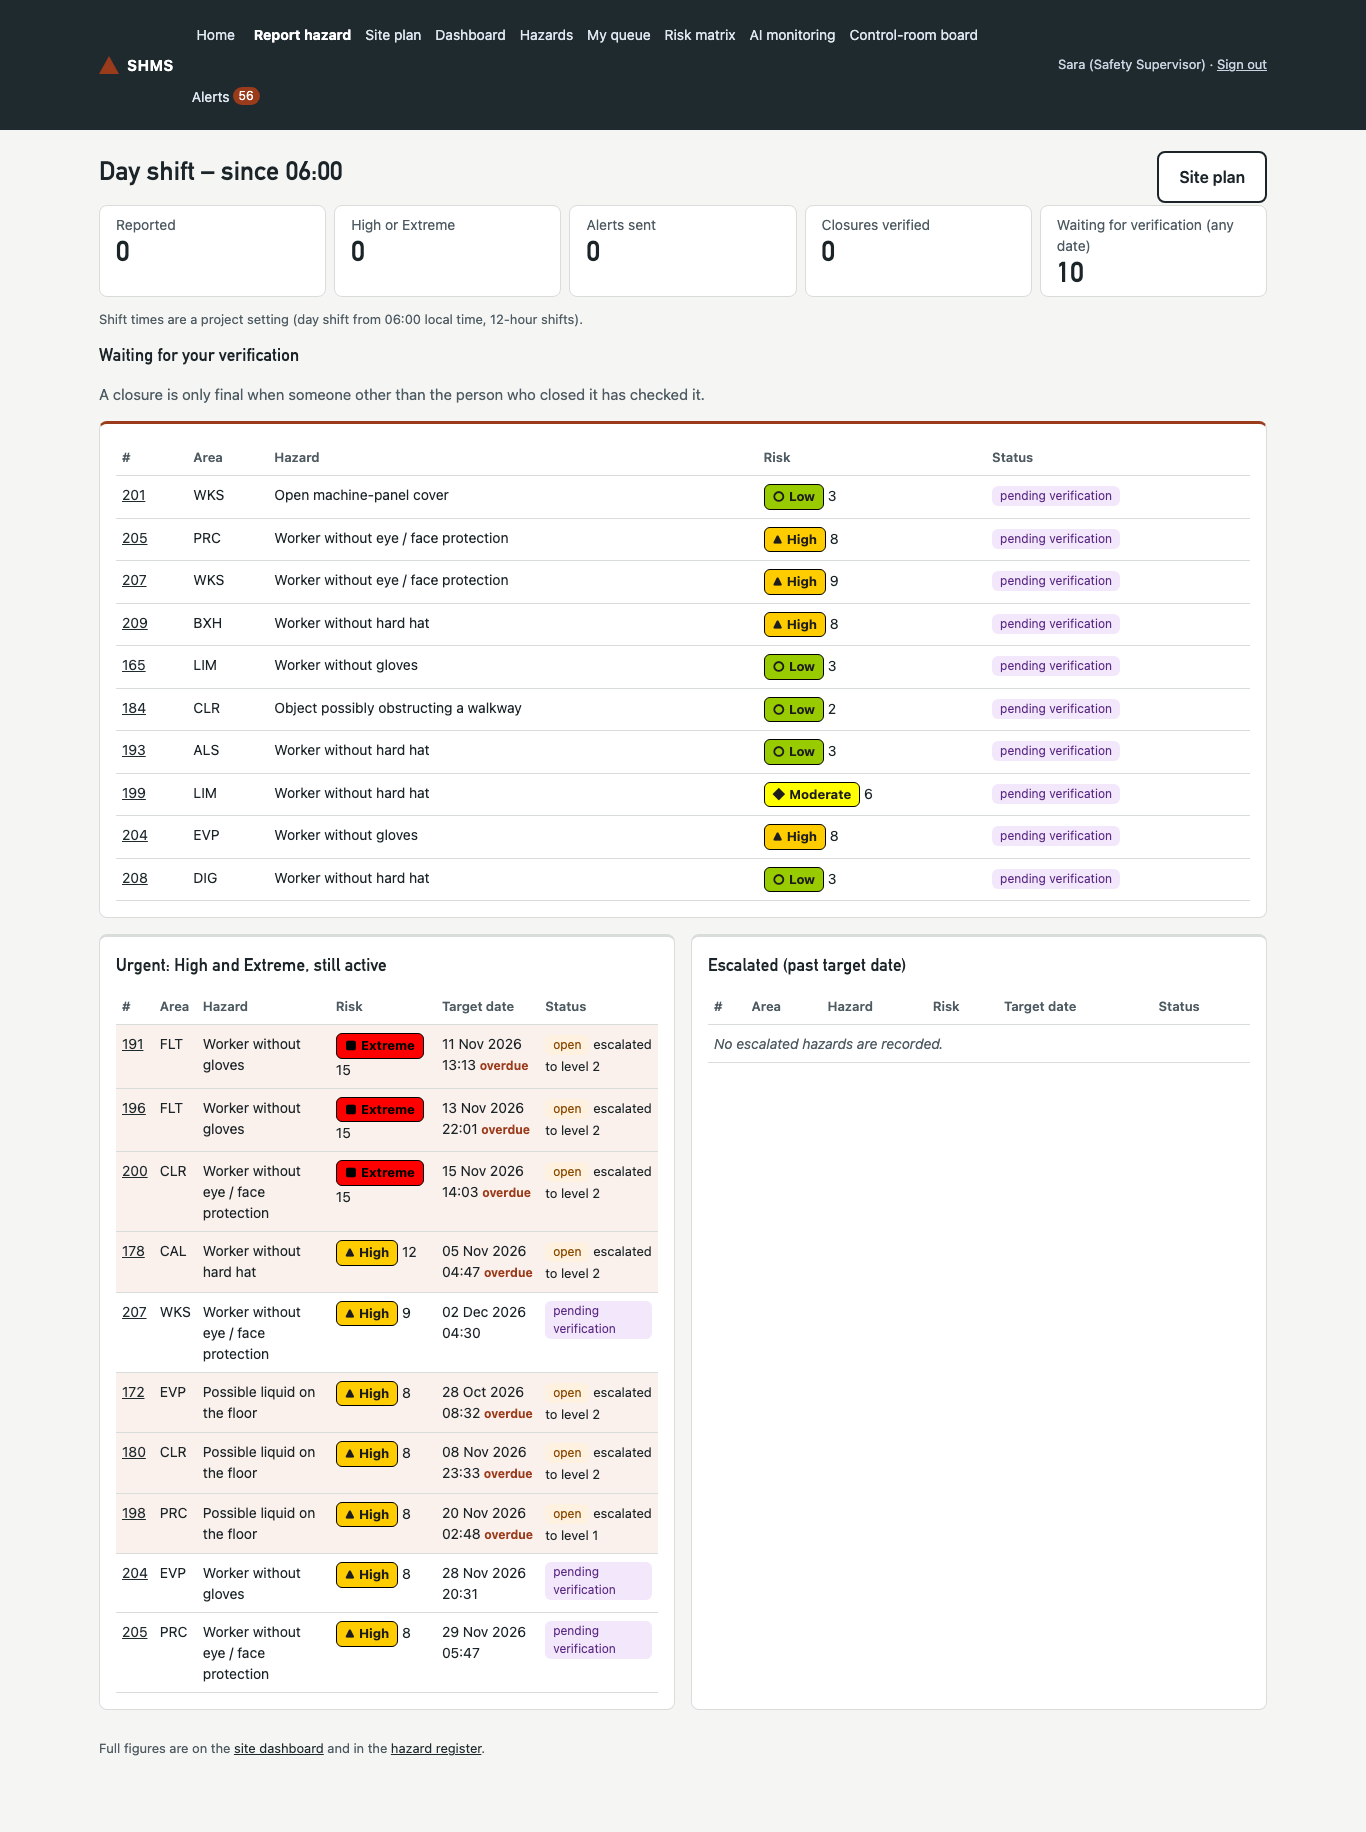 Home Report hazard Site plan Dashboard Hazards My queue Risk matrix AI monitoring Control-room board
SHMS
Sara (Safety Supervisor) · Sign out
Alerts 56
Day shift – since 06:00
Site plan
Reported
0
High or Extreme
0
Alerts sent
0
Closures verified
0
Waiting for verification (any
date)
10
Shift times are a project setting (day shift from 06:00 local time, 12-hour shifts).
Waiting for your verification
A closure is only final when someone other than the person who closed it has checked it.
# Area Hazard Risk Status
201 WKS Open machine-panel cover Low 3 pending verification
205 PRC Worker without eye / face protection High 8 pending verification
207 WKS Worker without eye / face protection High 9 pending verification
209 BXH Worker without hard hat High 8 pending verification
165 LIM Worker without gloves Low 3 pending verification
184 CLR Object possibly obstructing a walkway Low 2 pending verification
193 ALS Worker without hard hat Low 3 pending verification
199 LIM Worker without hard hat Moderate 6 pending verification
204 EVP Worker without gloves High 8 pending verification
208 DIG Worker without hard hat Low 3 pending verification
Urgent: High and Extreme, still active
# Area Hazard Risk Target date Status
191 FLT Worker without Extreme 11 Nov 2026 open escalated
gloves 15 13:13 overdue to level 2
196 FLT Worker without Extreme 13 Nov 2026 open escalated
gloves 15 22:01 overdue to level 2
200 CLR Worker without Extreme 15 Nov 2026 open escalated
eye / face 15 14:03 overdue to level 2
protection
178 CAL Worker without High 12 05 Nov 2026 open escalated
hard hat 04:47 overdue to level 2
207 WKS Worker without High 9 02 Dec 2026 pending
eye / face 04:30 verification
protection
172 EVP Possible liquid on High 8 28 Oct 2026 open escalated
the floor 08:32 overdue to level 2
180 CLR Possible liquid on High 8 08 Nov 2026 open escalated
the floor 23:33 overdue to level 2
198 PRC Possible liquid on High 8 20 Nov 2026 open escalated
the floor 02:48 overdue to level 1
204 EVP Worker without High 8 28 Nov 2026 pending
gloves 20:31 verification
205 PRC Worker without High 8 29 Nov 2026 pending
eye / face 05:47 verification
protection
Escalated (past target date)
# Area Hazard Risk Target date Status
No escalated hazards are recorded.
Full figures are on the site dashboard and in the hazard register.